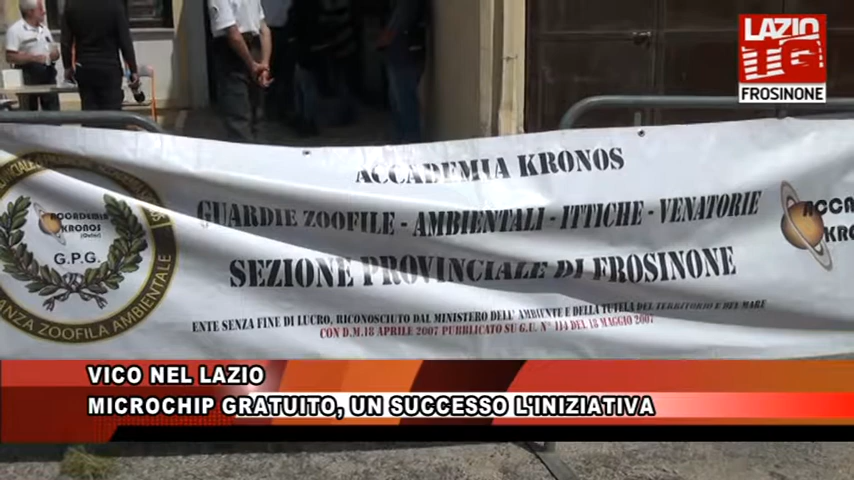 LAZIO
TG
FROSINONE
ACCADEMIA KRONOS
GUARDIE ZOOFILE - AMBIENTALI - ITTICHE - VENATORIE
SEZIONE PROVINCIALE DI FROSINONE
ENTE SENZA FINE DI LUCRO, RICONOSCIUTO DAL MINISTERO DELL' AMBIENTE E DELLA TUTELA DEL TERRITORIO E DEL MARE
CON D.M.18 APRILE 2007 PUBBLICATO SU G.U. N° 114 DEL 18 MAGGIO 2007
ACCADEMIA
KRONOS
(Onlus)
G.P.G.
ZOOFILA AMBIENTALE
VICO NEL LAZIO
MICROCHIP GRATUITO, UN SUCCESSO L'INIZIATIVA